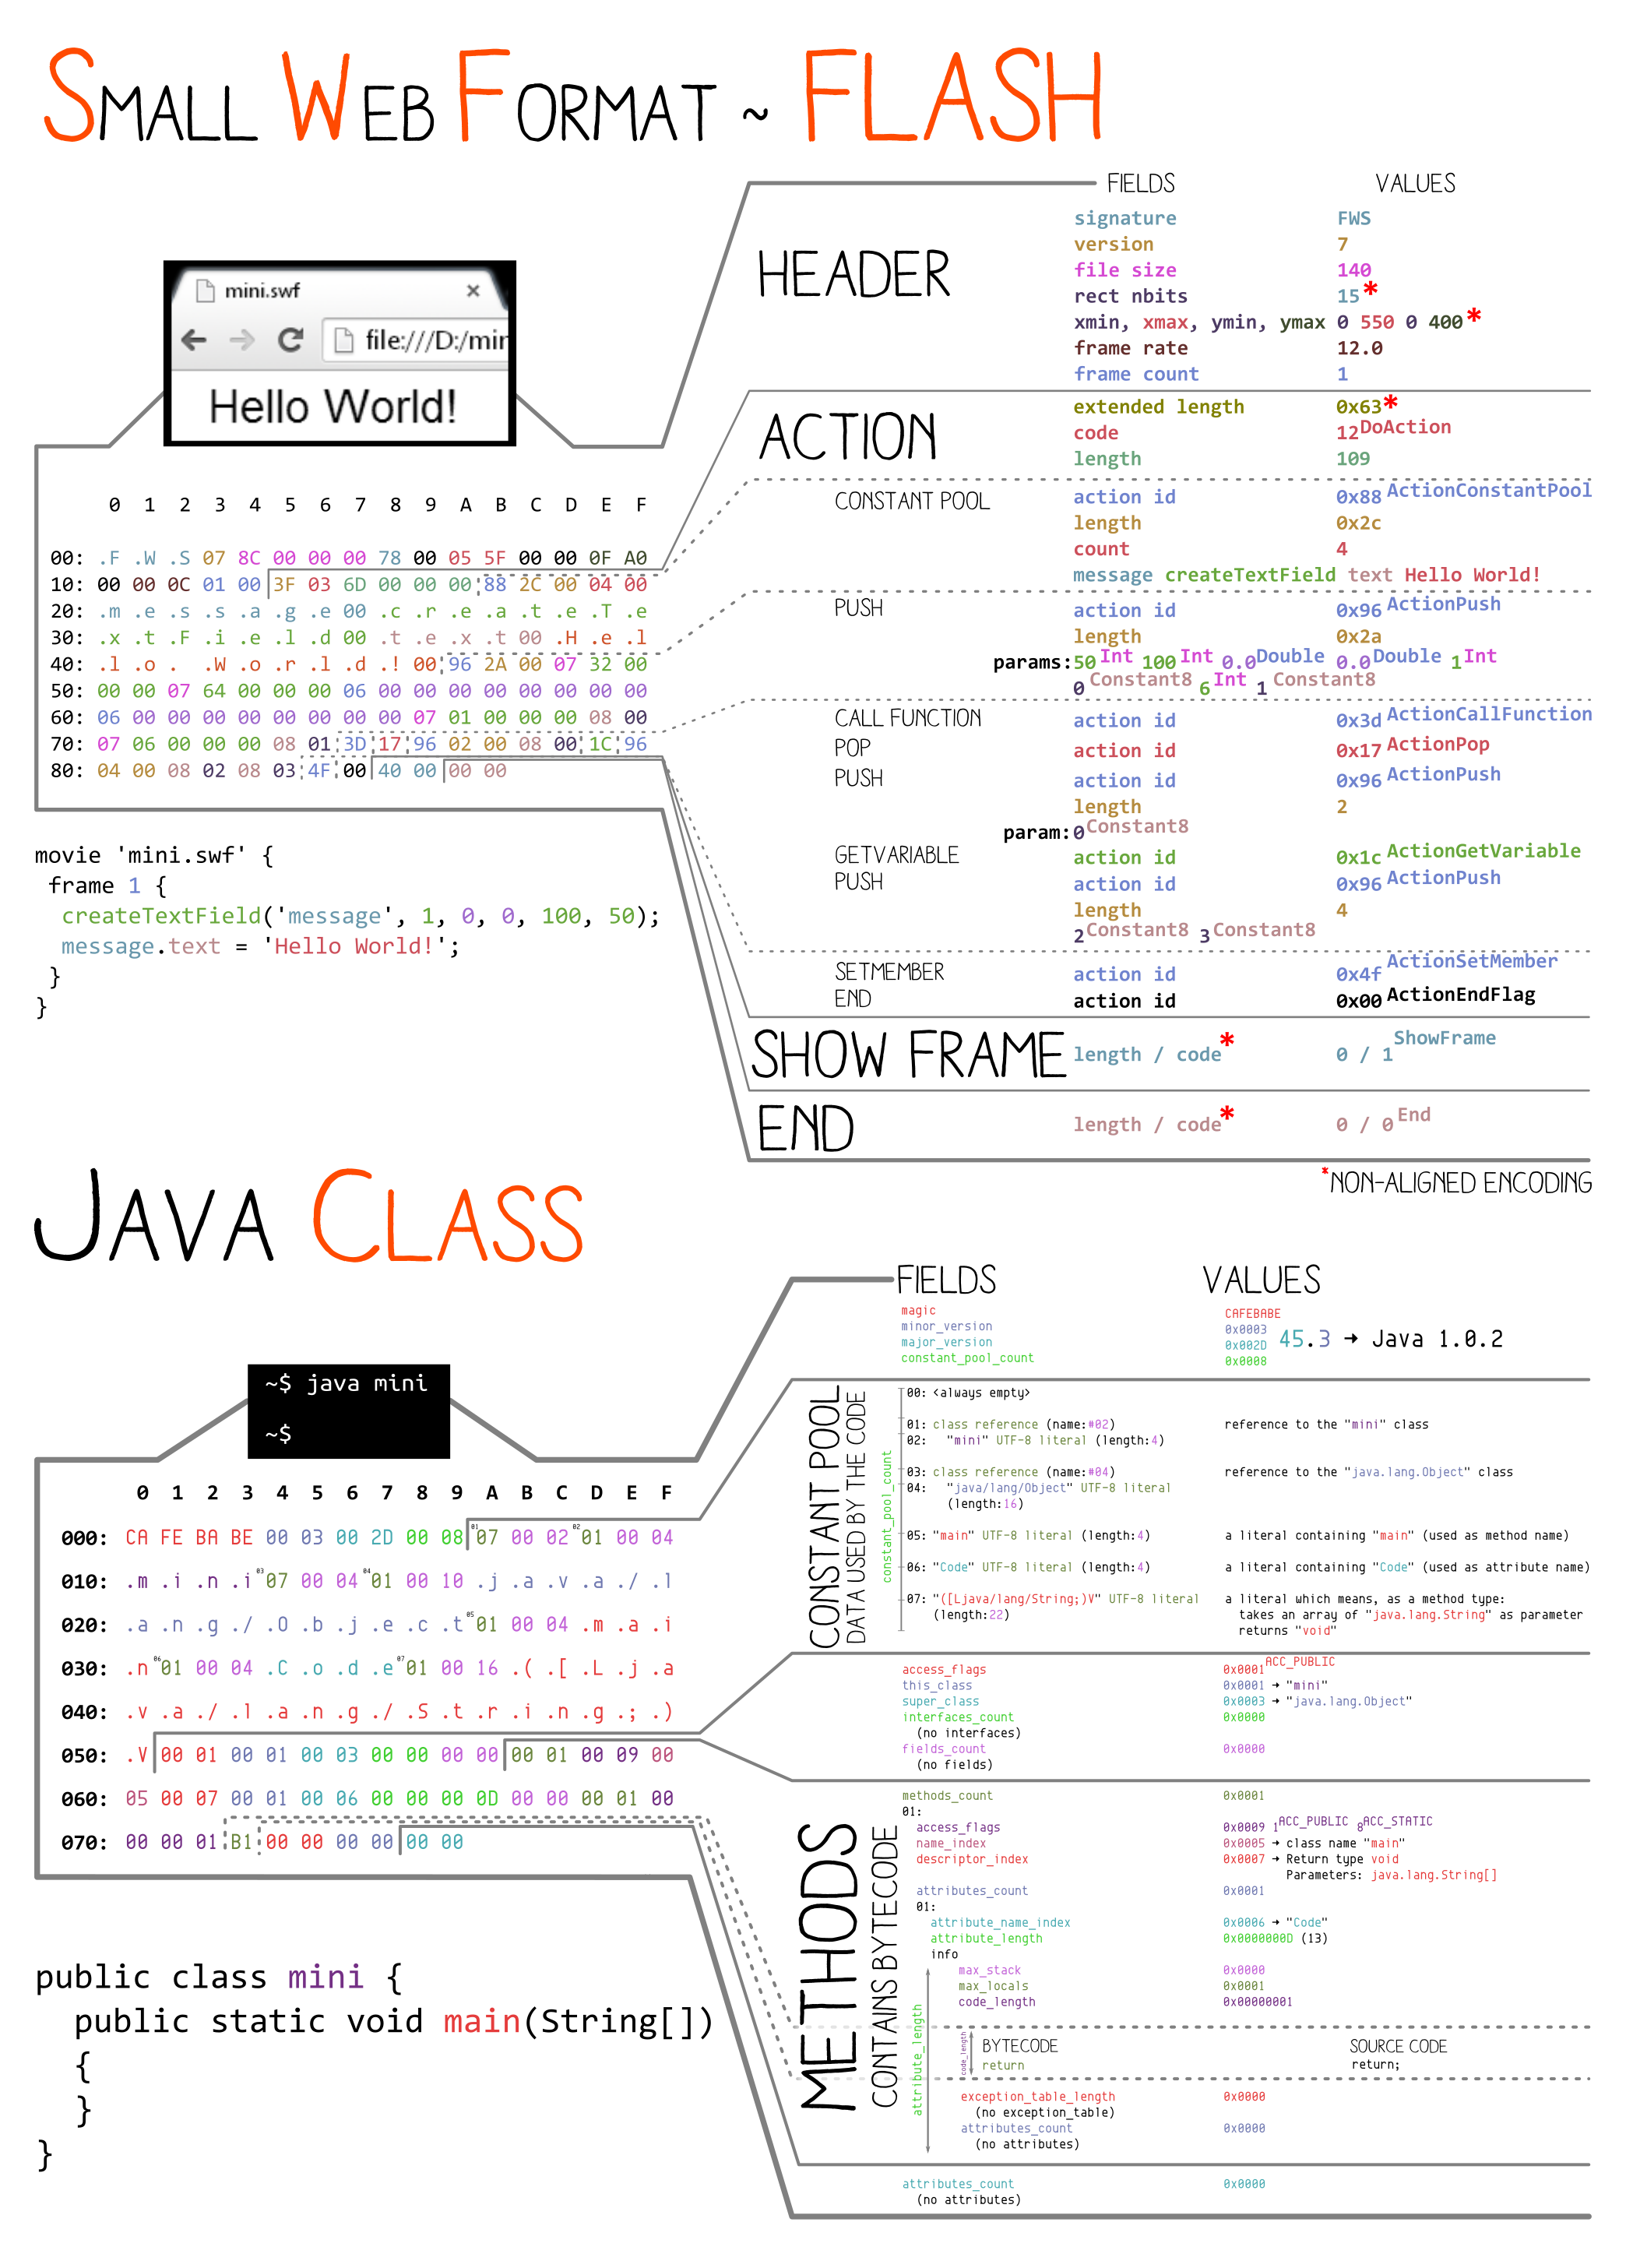 SMALL WEB FORMAT ~ FLASH
FIELDS VALUES
HEADER
signature FWS
version 7
file size 140
rect nbits 15*
xmin, xmax, ymin, ymax 0 550 0 400*
frame rate 12.0
frame count 1
mini.swf ×
file:///D:/mir
Hello World!
ACTION
extended length 0x63*
code 12 DoAction
length 109
CONSTANT POOL
action id 0x88 ActionConstantPool
length 0x2c
count 4
message createTextField text Hello World!
PUSH
action id 0x96 ActionPush
length 0x2a
params: 50 Int 100 Int 0.0 Double 0.0 Double 1 Int
0 Constant8 6 Int 1 Constant8
CALL FUNCTION action id 0x3d ActionCallFunction
POP action id 0x17 ActionPop
PUSH action id 0x96 ActionPush
length 2
param: 0 Constant8
GETVARIABLE action id 0x1c ActionGetVariable
PUSH action id 0x96 ActionPush
length 4
2 Constant8 3 Constant8
SETMEMBER action id 0x4f ActionSetMember
END action id 0x00 ActionEndFlag
SHOW FRAME length / code* 0 / 1 ShowFrame
END length / code* 0 / 0 End
*NON-ALIGNED ENCODING
0 1 2 3 4 5 6 7 8 9 A B C D E F
00: .F .W .S 07 8C 00 00 00 78 00 05 5F 00 00 0F A0
10: 00 00 0C 01 00 3F 03 6D 00 00 00 88 2C 00 04 00
20: .m .e .s .s .a .g .e 00 .c .r .e .a .t .e .T .e
30: .x .t .F .i .e .l .d 00 .t .e .x .t 00 .H .e .l
40: .l .o . .W .o .r .l .d .! 00 96 2A 00 07 32 00
50: 00 00 07 64 00 00 00 06 00 00 00 00 00 00 00 00
60: 06 00 00 00 00 00 00 00 00 07 01 00 00 00 08 00
70: 07 06 00 00 00 08 01 3D 17 96 02 00 08 00 1C 96
80: 04 00 08 02 08 03 4F 00 40 00 00 00
movie 'mini.swf' {
frame 1 {
createTextField('message', 1, 0, 0, 100, 50);
message.text = 'Hello World!';
}
}
JAVA CLASS
FIELDS VALUES
magic CAFEBABE
minor_version 0x0003
major_version 0x002D
45.3 → Java 1.0.2
constant_pool_count 0x0008
~$ java mini
~$
0 1 2 3 4 5 6 7 8 9 A B C D E F
000: CA FE BA BE 00 03 00 2D 00 08 01 07 00 02 02 01 00 04
010: .m .i .n .i 03 07 00 04 04 01 00 10 .j .a .v .a ./ .l
020: .a .n .g ./ .O .b .j .e .c .t 05 01 00 04 .m .a .i
030: .n 06 01 00 04 .C .o .d .e 07 01 00 16 .( .[ .L .j .a
040: .v .a ./ .l .a .n .g ./ .S .t .r .i .n .g .; .)
050: .V 00 01 00 01 00 03 00 00 00 00 00 01 00 09 00
060: 05 00 07 00 01 00 06 00 00 00 0D 00 00 00 01 00
070: 00 00 01 B1 00 00 00 00 00 00
public class mini {
public static void main(String[])
{
}
}
CONSTANT POOL
DATA USED BY THE CODE
constant_pool_count
00: <always empty>
01: class reference (name:#02) reference to the "mini" class
02: "mini" UTF-8 literal (length:4)
03: class reference (name:#04) reference to the "java.lang.Object" class
04: "java/lang/Object" UTF-8 literal
(length:16)
05: "main" UTF-8 literal (length:4) a literal containing "main" (used as method name)
06: "Code" UTF-8 literal (length:4) a literal containing "Code" (used as attribute name)
07: "([Ljava/lang/String;)V" UTF-8 literal a literal which means, as a method type:
(length:22) takes an array of "java.lang.String" as parameter
returns "void"
access_flags 0x0001 ACC_PUBLIC
this_class 0x0001 → "mini"
super_class 0x0003 → "java.lang.Object"
interfaces_count 0x0000
(no interfaces)
fields_count 0x0000
(no fields)
METHODS
CONTAINS BYTECODE
methods_count 0x0001
01:
access_flags 0x0009 1 ACC_PUBLIC 8 ACC_STATIC
name_index 0x0005 → class name "main"
descriptor_index 0x0007 → Return type void
Parameters: java.lang.String[]
attributes_count 0x0001
01:
attribute_name_index 0x0006 → "Code"
attribute_length 0x0000000D (13)
info
max_stack 0x0000
max_locals 0x0001
code_length 0x00000001
attribute_length
code_length
BYTECODE SOURCE CODE
return return;
exception_table_length 0x0000
(no exception_table)
attributes_count 0x0000
(no attributes)
attributes_count 0x0000
(no attributes)